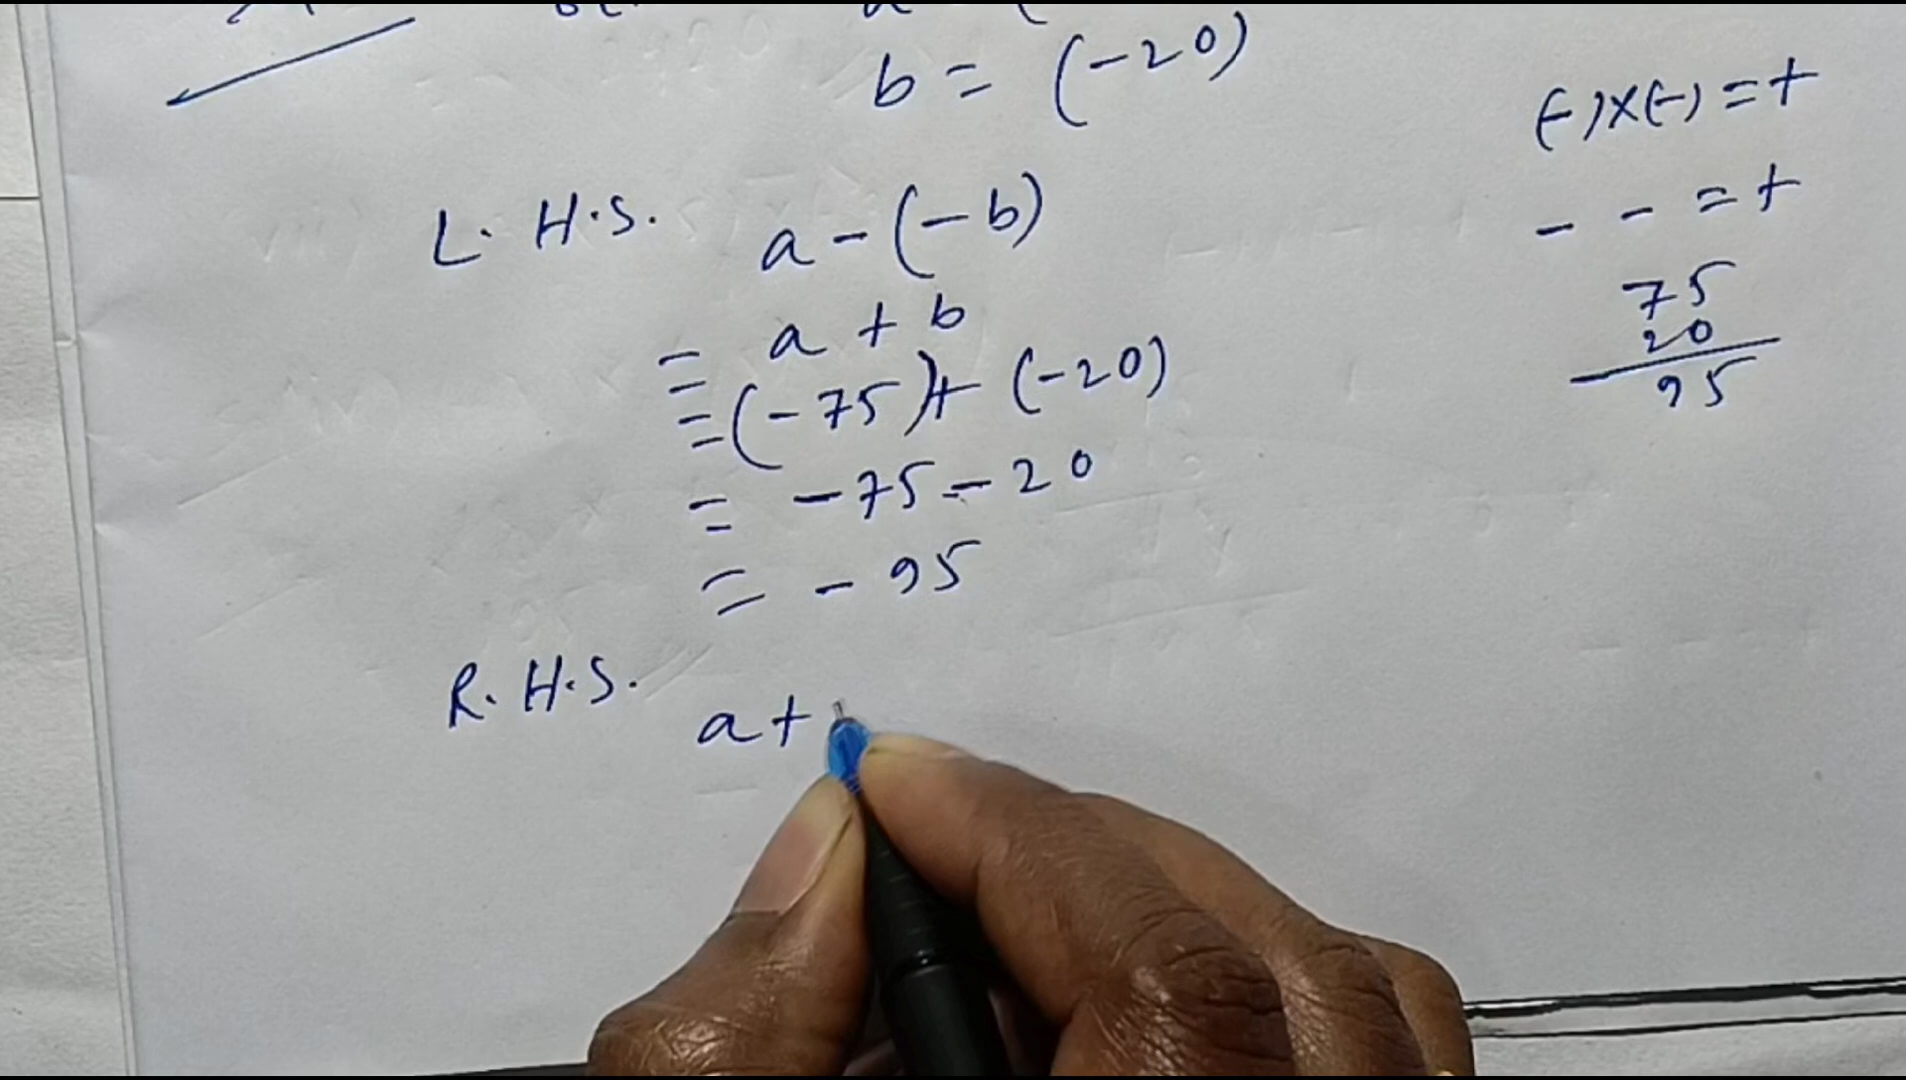 b = (-20)
L. H.S. a - (-b)
= a + b
= (-75) + (-20)
= -75 - 20
= - 95
R. H.S. a +
(-) x (-) = +
- - = +
75
20
95